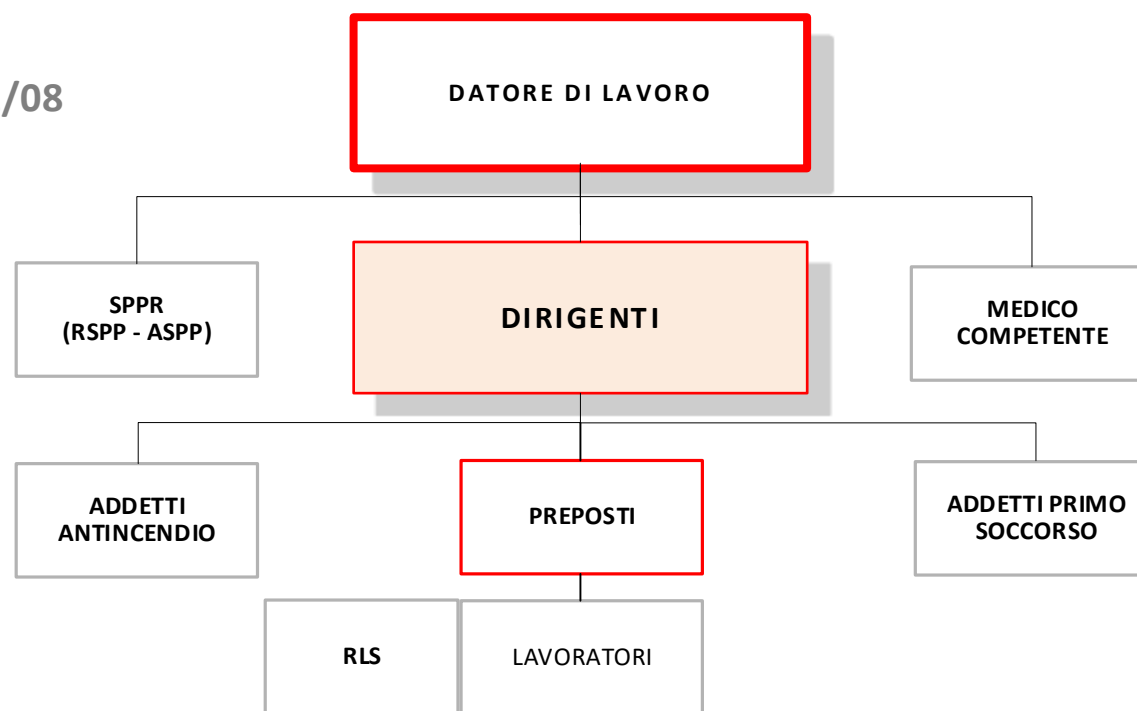 /08
DATORE DI LAVORO
SPPR
(RSPP - ASPP)
DIRIGENTI
MEDICO
COMPETENTE
ADDETTI
ANTINCENDIO
PREPOSTI
ADDETTI PRIMO
SOCCORSO
RLS
LAVORATORI